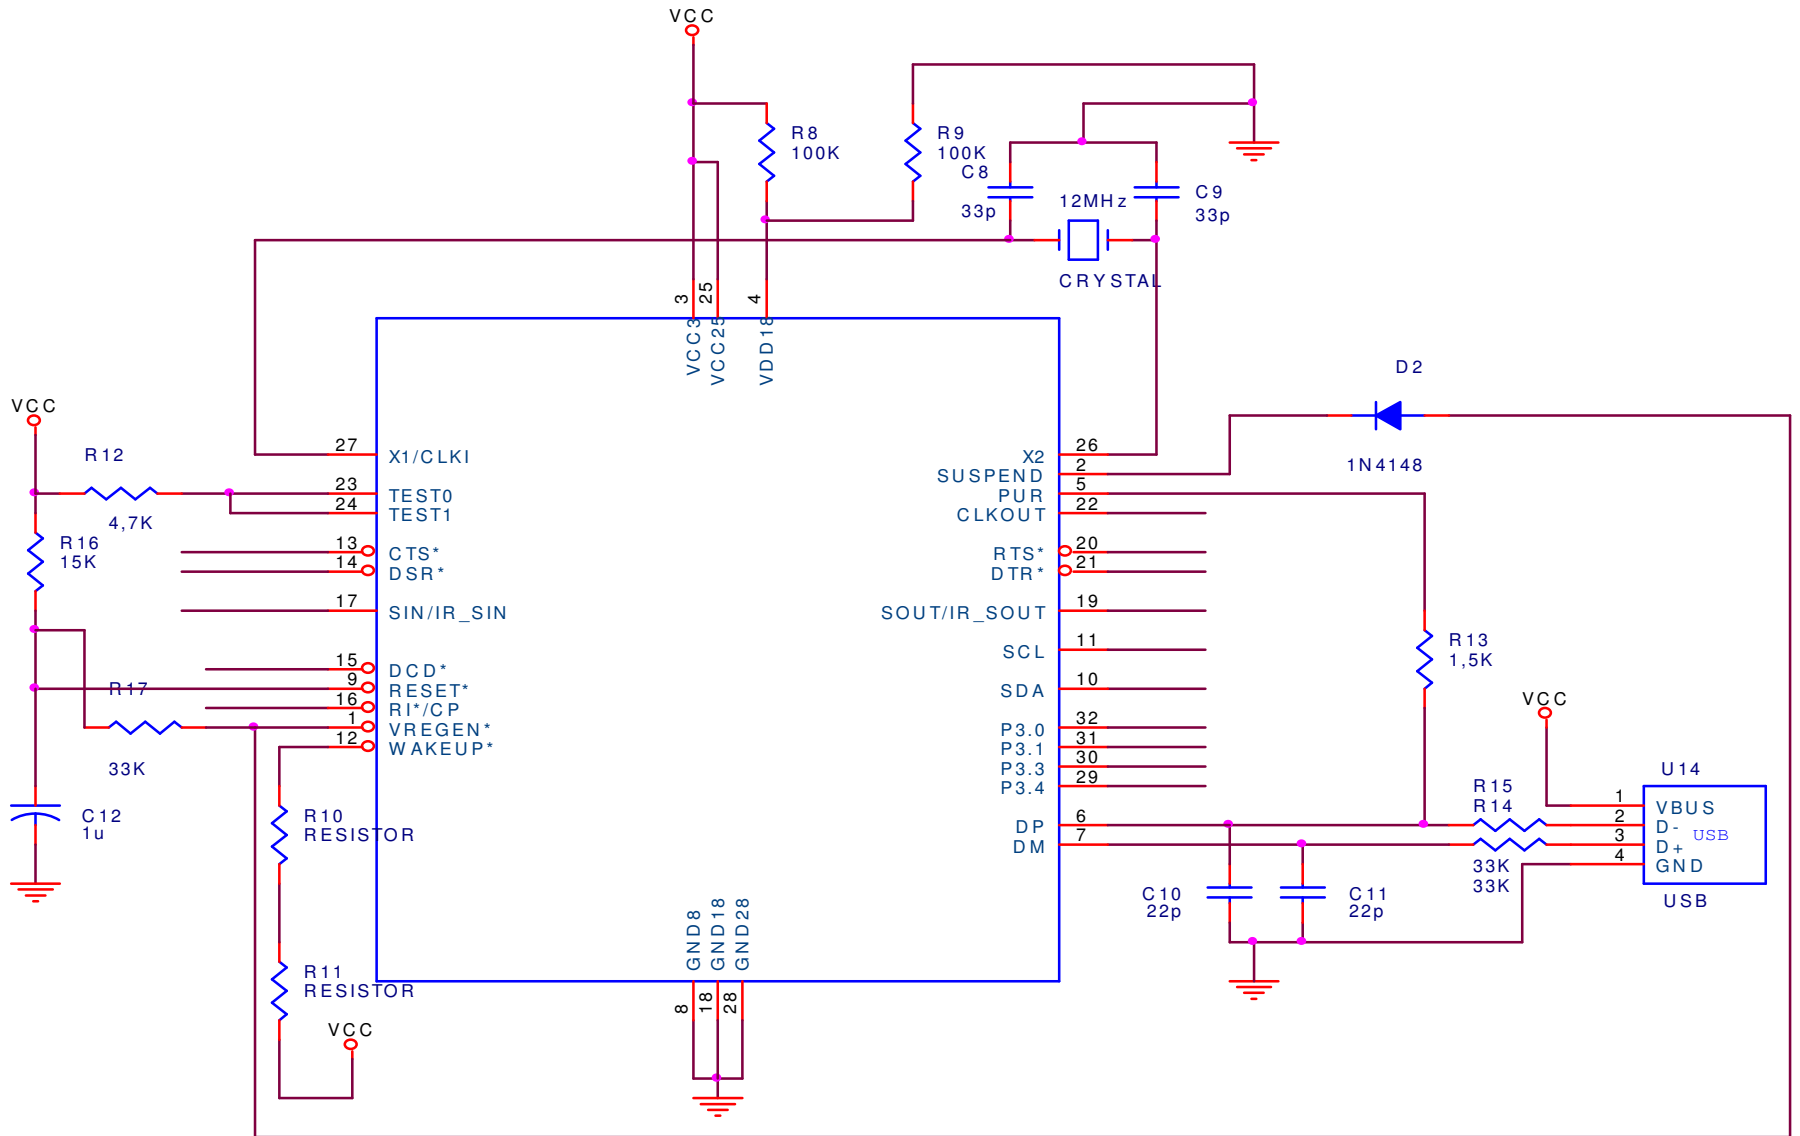 VCC
R8
100K
R9
100K
C8
33p
12MHz
C9
33p
CRYSTAL
3
25
4
VCC3
VCC25
VDD18
D2
1N4148
VCC
R12
4,7K
R16
15K
27
X1/CLKI
23
TEST0
24
TEST1
13
CTS*
14
DSR*
17
SIN/IR_SIN
15
DCD*
9
RESET*
16
RI*/CP
1
VREGEN*
12
WAKEUP*
R17
33K
C12
1u
R10
RESISTOR
R11
RESISTOR
VCC
26
X2
2
SUSPEND
5
PUR
22
CLKOUT
20
RTS*
21
DTR*
19
SOUT/IR_SOUT
11
SCL
10
SDA
32
P3.0
31
P3.1
30
P3.3
29
P3.4
6
DP
7
DM
R13
1,5K
VCC
R15
R14
33K
33K
U14
1
VBUS
2
D-
3
D+
4
GND
USB
USB
C10
22p
C11
22p
GND8
GND18
GND28
8
18
28